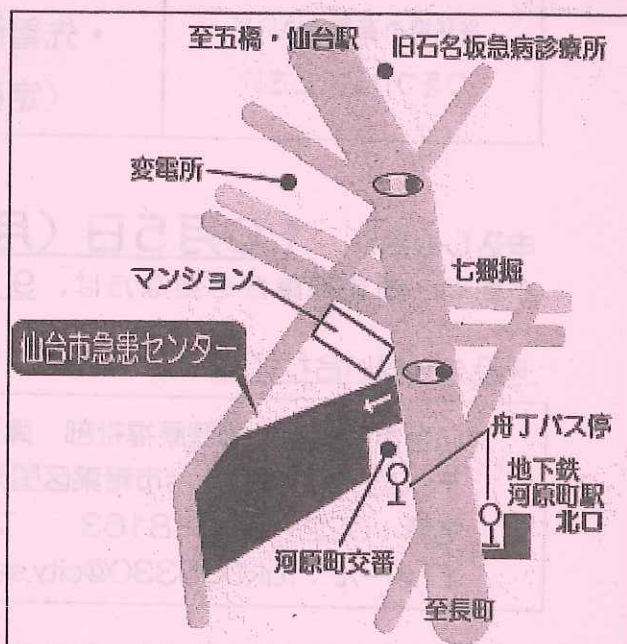 至五橋・仙台駅
旧石名坂急病診療所
変電所
七郷堀
マンション
仙台市急患センター
舟丁バス停
地下鉄
河原町駅
北口
河原町交番
至長町